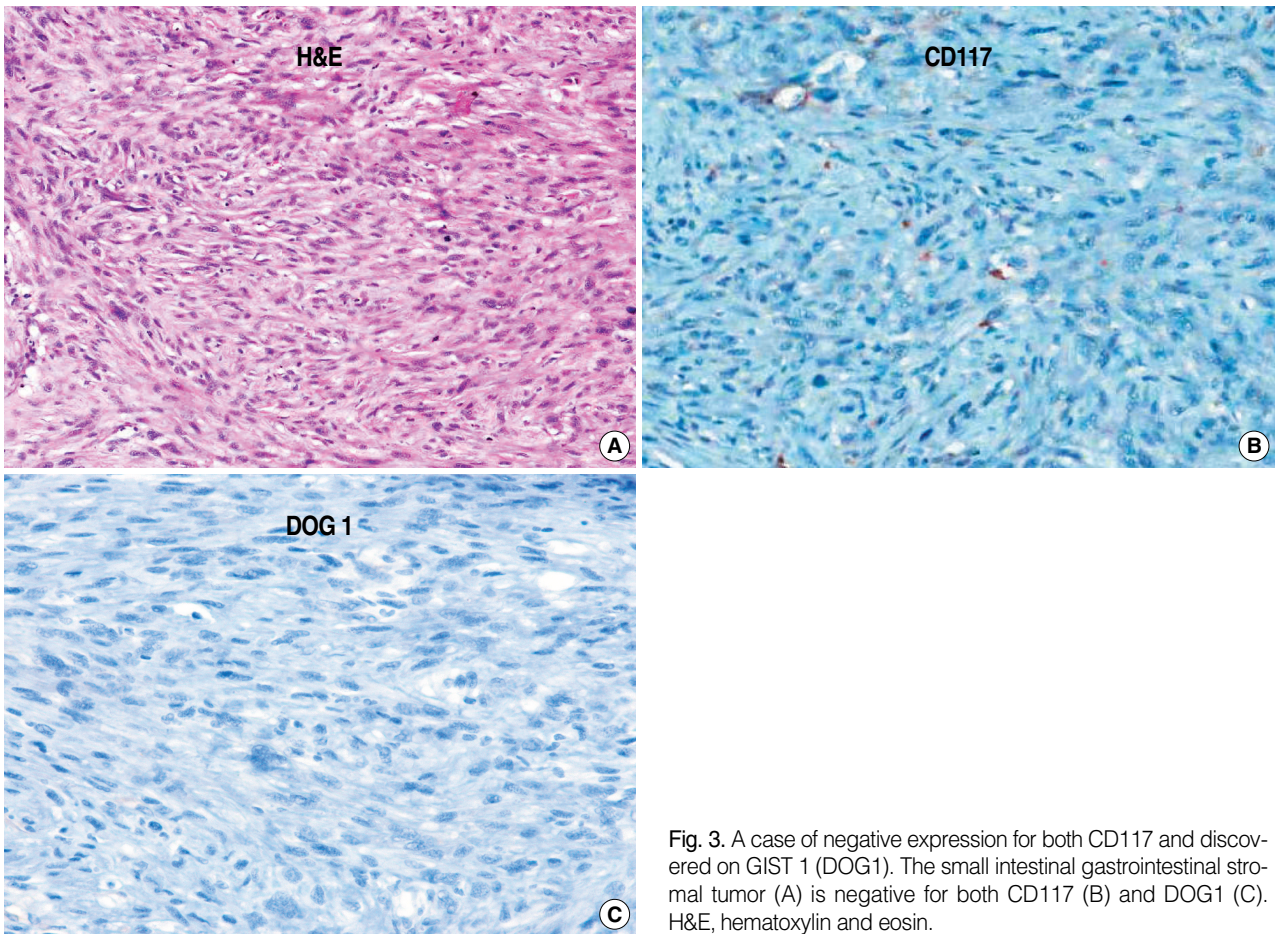 H&E
CD117
A
B
DOG 1
C
Fig. 3. A case of negative expression for both CD117 and discov-
ered on GIST 1 (DOG1). The small intestinal gastrointestinal stro-
mal tumor (A) is negative for both CD117 (B) and DOG1 (C).
H&E, hematoxylin and eosin.